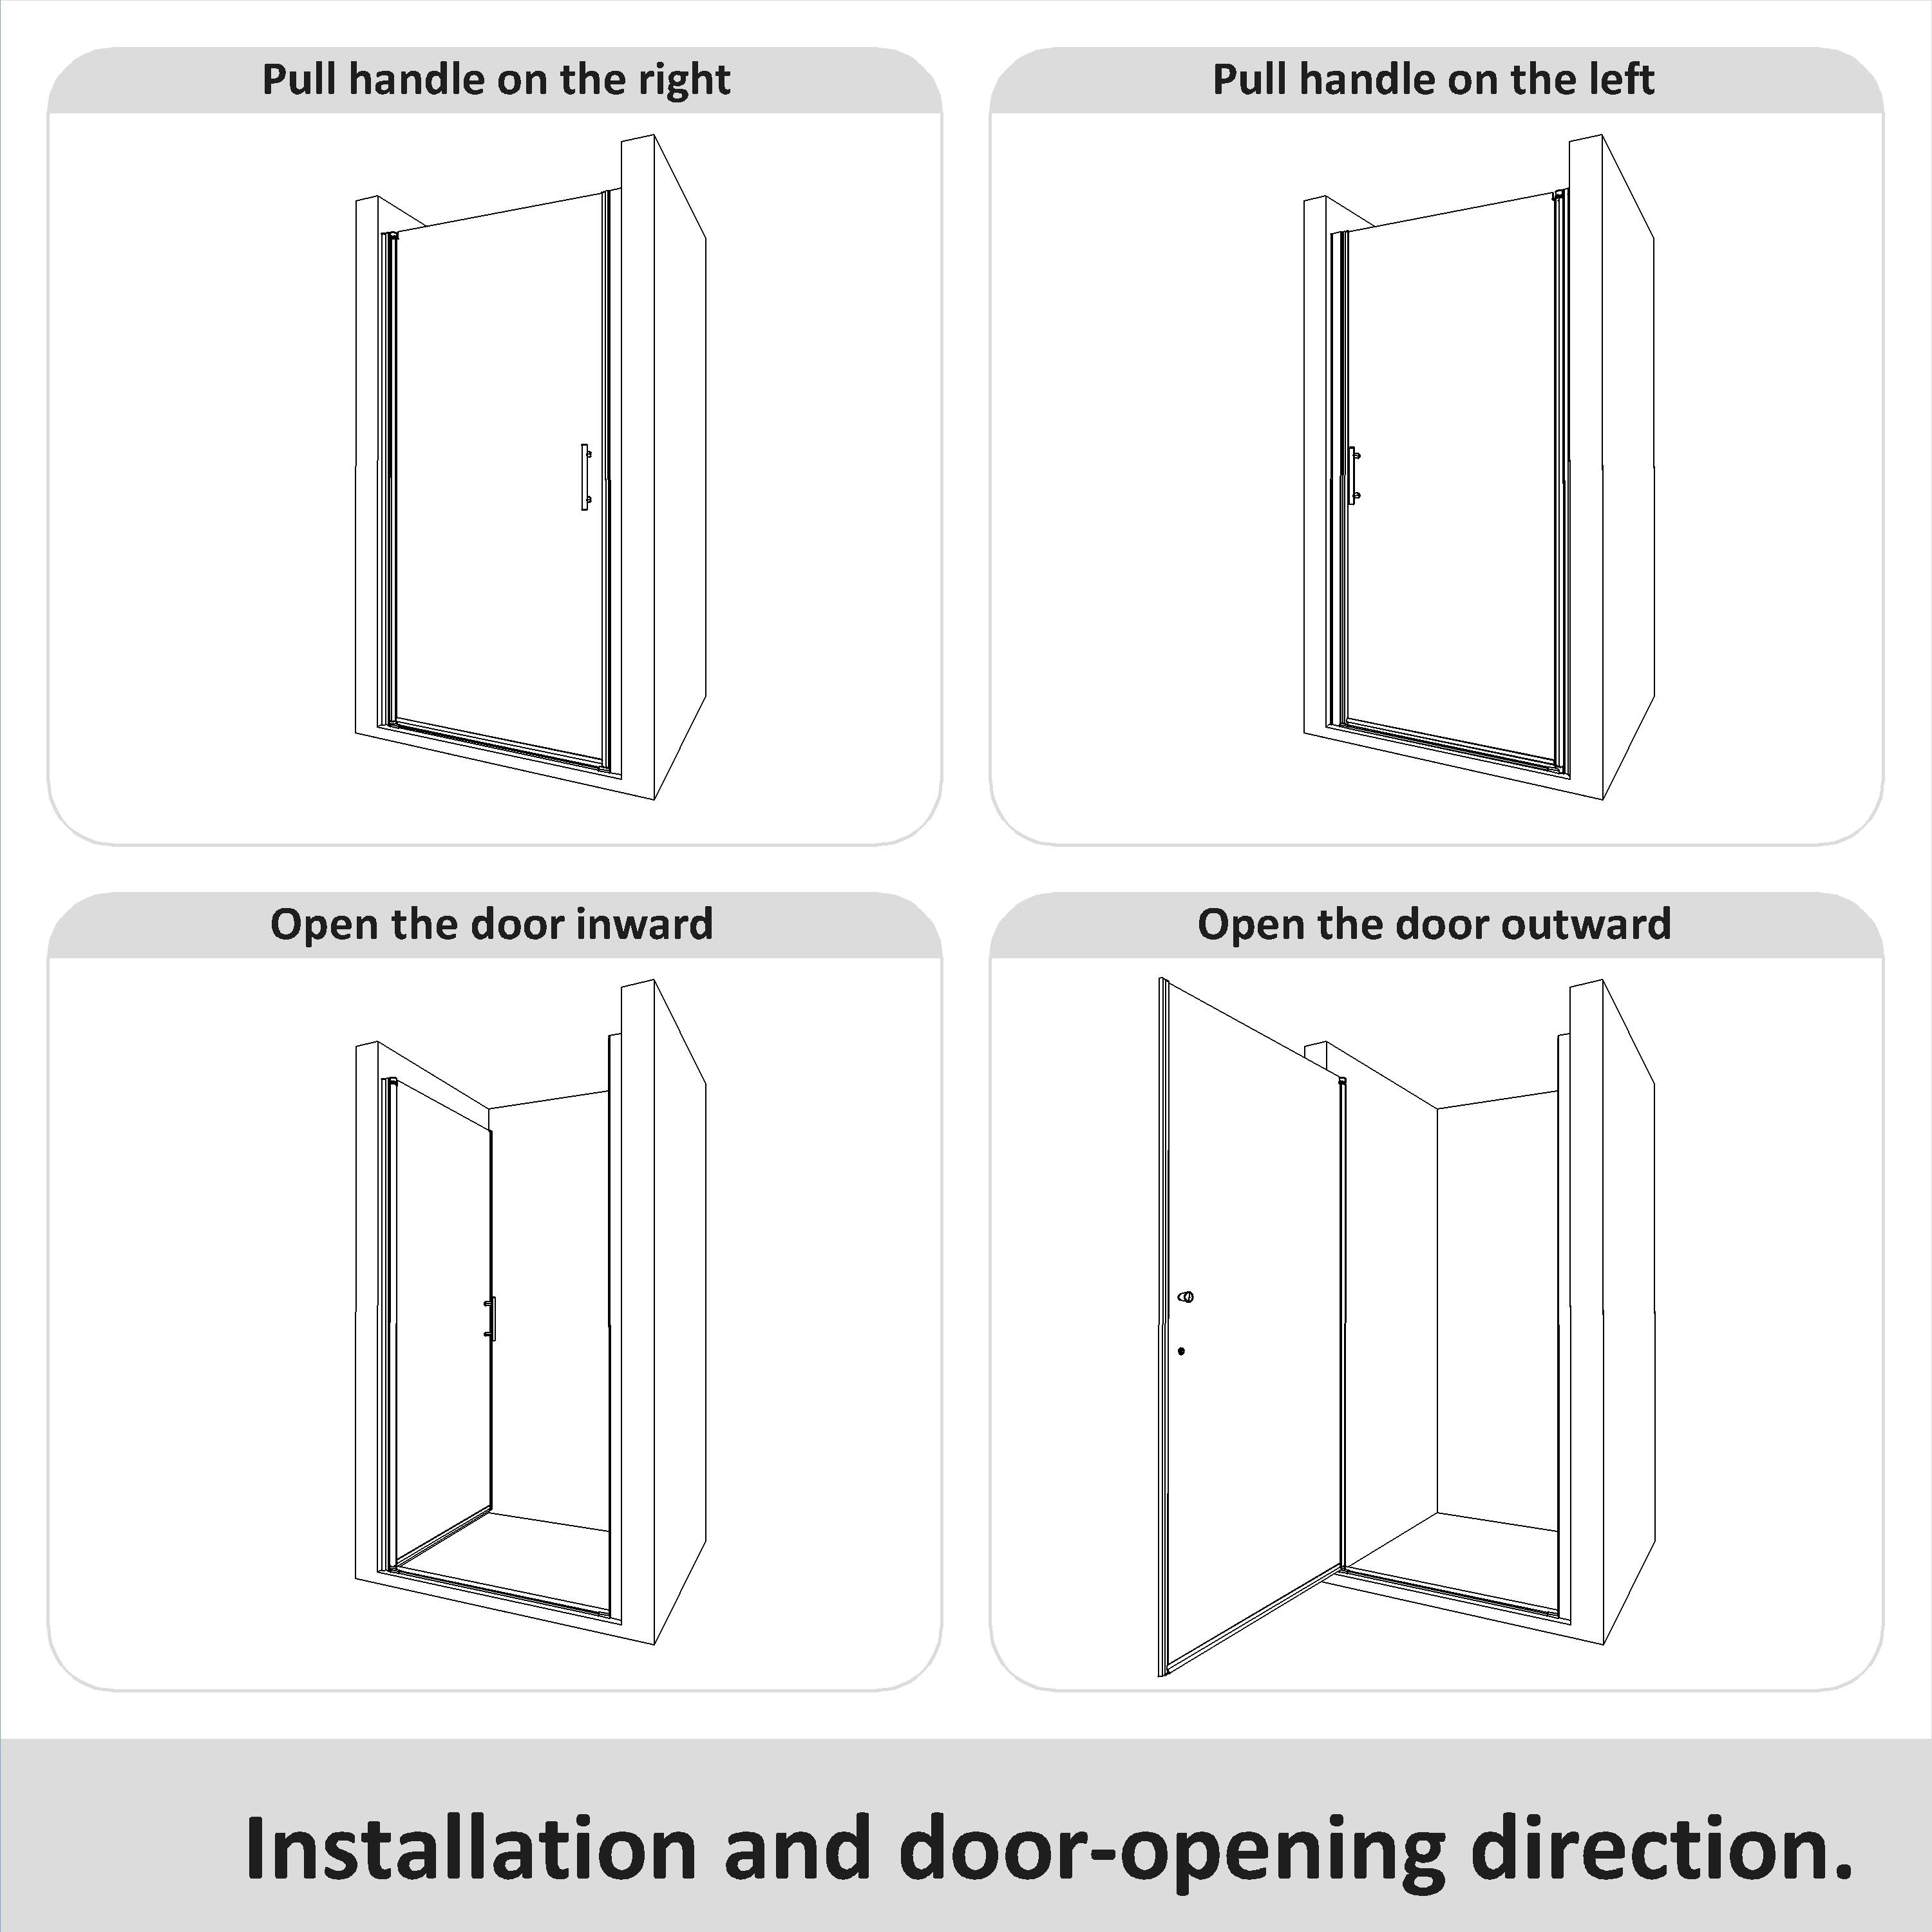 Pull handle on the right
Pull handle on the left
Open the door inward
Open the door outward
Installation and door-opening direction.